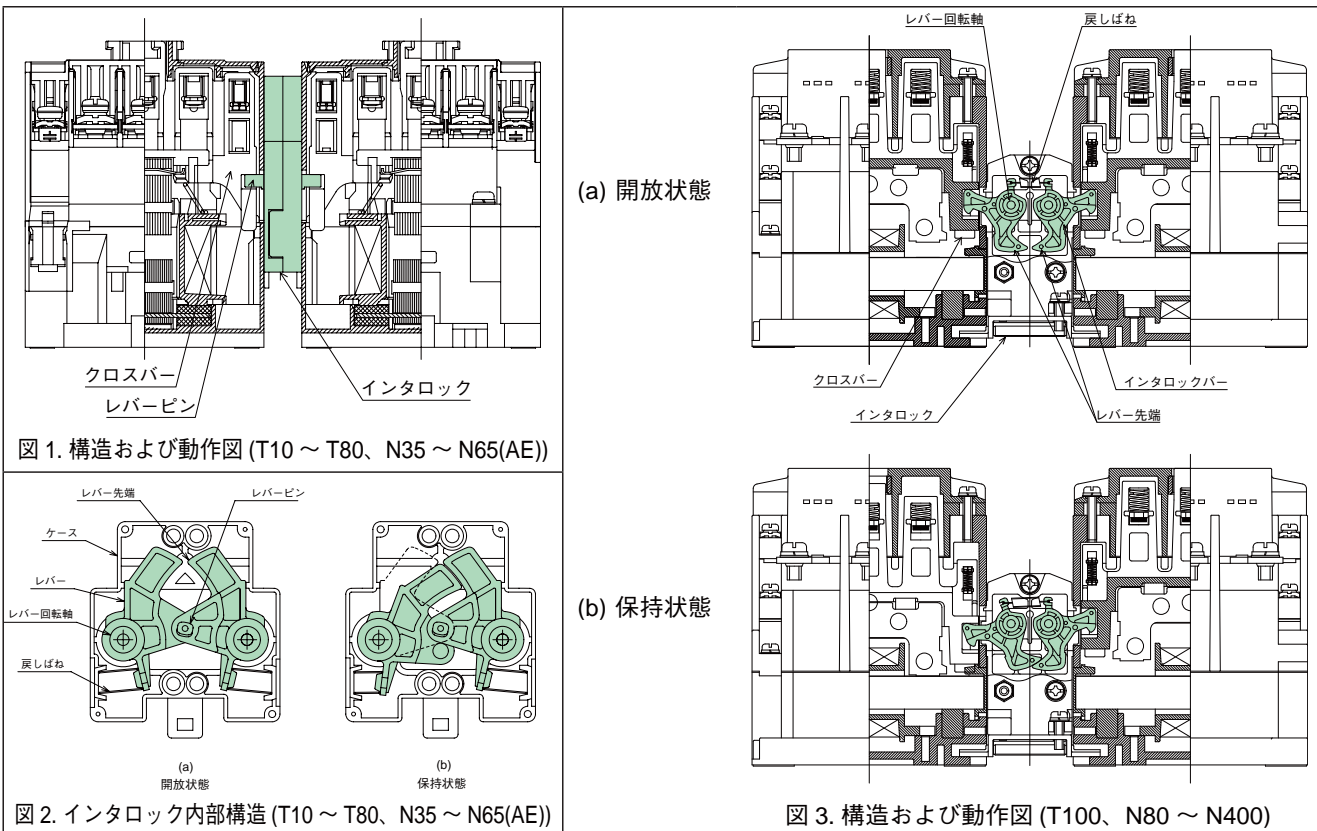 クロスバー
レバーピン
インタロック
図 1. 構造および動作図 (T10 ～ T80、N35 ～ N65(AE))
レバー先端
レバーピン
ケース
レバー
レバー回転軸
戻しばね
(a)
開放状態
(b)
保持状態
図 2. インタロック内部構造 (T10 ～ T80、N35 ～ N65(AE))
(a) 開放状態
レバー回転軸
戻しばね
クロスバー
インタロックバー
インタロック
レバー先端
(b) 保持状態
図 3. 構造および動作図 (T100、N80 ～ N400)